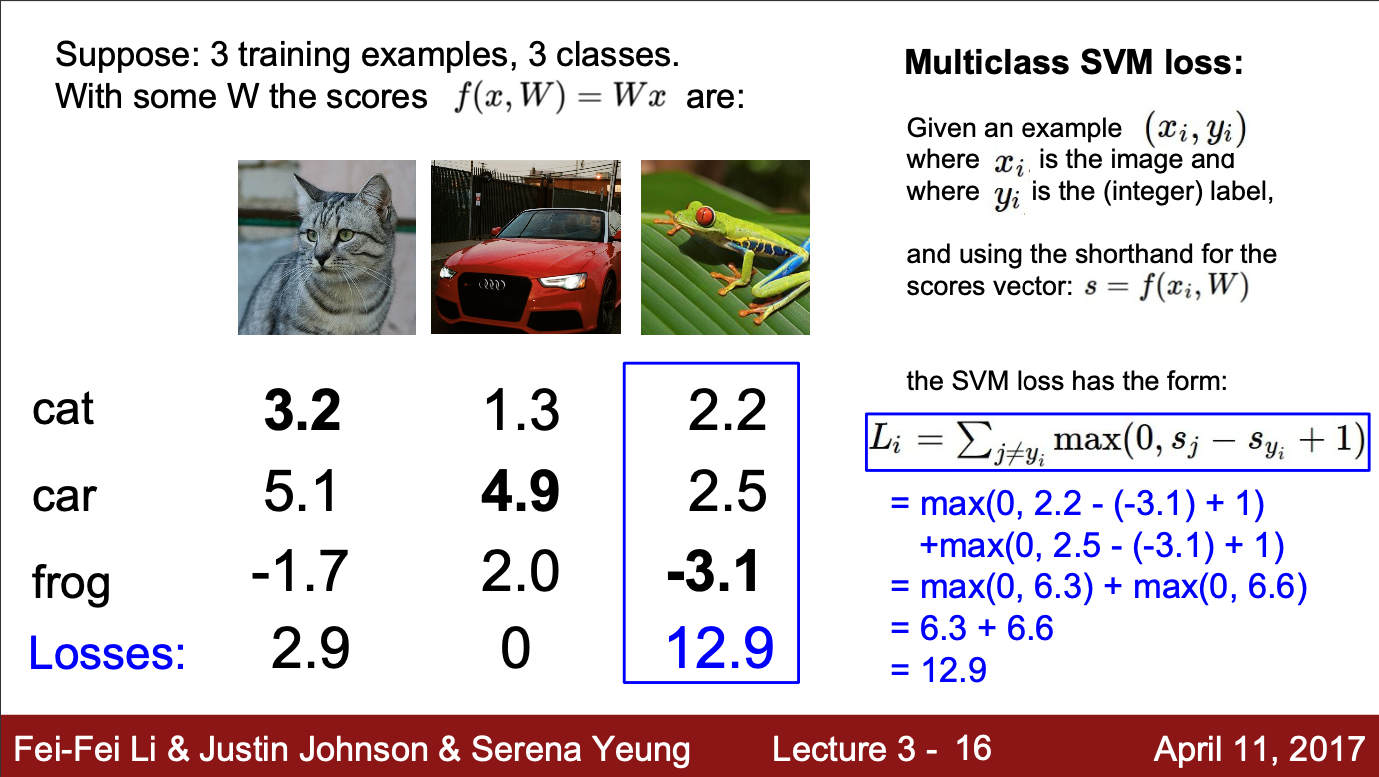 Suppose: 3 training examples, 3 classes.
With some W the scores f(x, W) = Wx are:
cat 3.2 1.3 2.2
car 5.1 4.9 2.5
frog -1.7 2.0 -3.1
Losses: 2.9 0 12.9
Multiclass SVM loss:
Given an example (x_i, y_i)
where x_i is the image and
where y_i is the (integer) label,
and using the shorthand for the
scores vector: s = f(x_i, W)
the SVM loss has the form:
L_i = ∑_{j≠y_i} max(0, s_j − s_{y_i} + 1)
= max(0, 2.2 - (-3.1) + 1)
+max(0, 2.5 - (-3.1) + 1)
= max(0, 6.3) + max(0, 6.6)
= 6.3 + 6.6
= 12.9
Fei-Fei Li & Justin Johnson & Serena Yeung Lecture 3 - 16 April 11, 2017